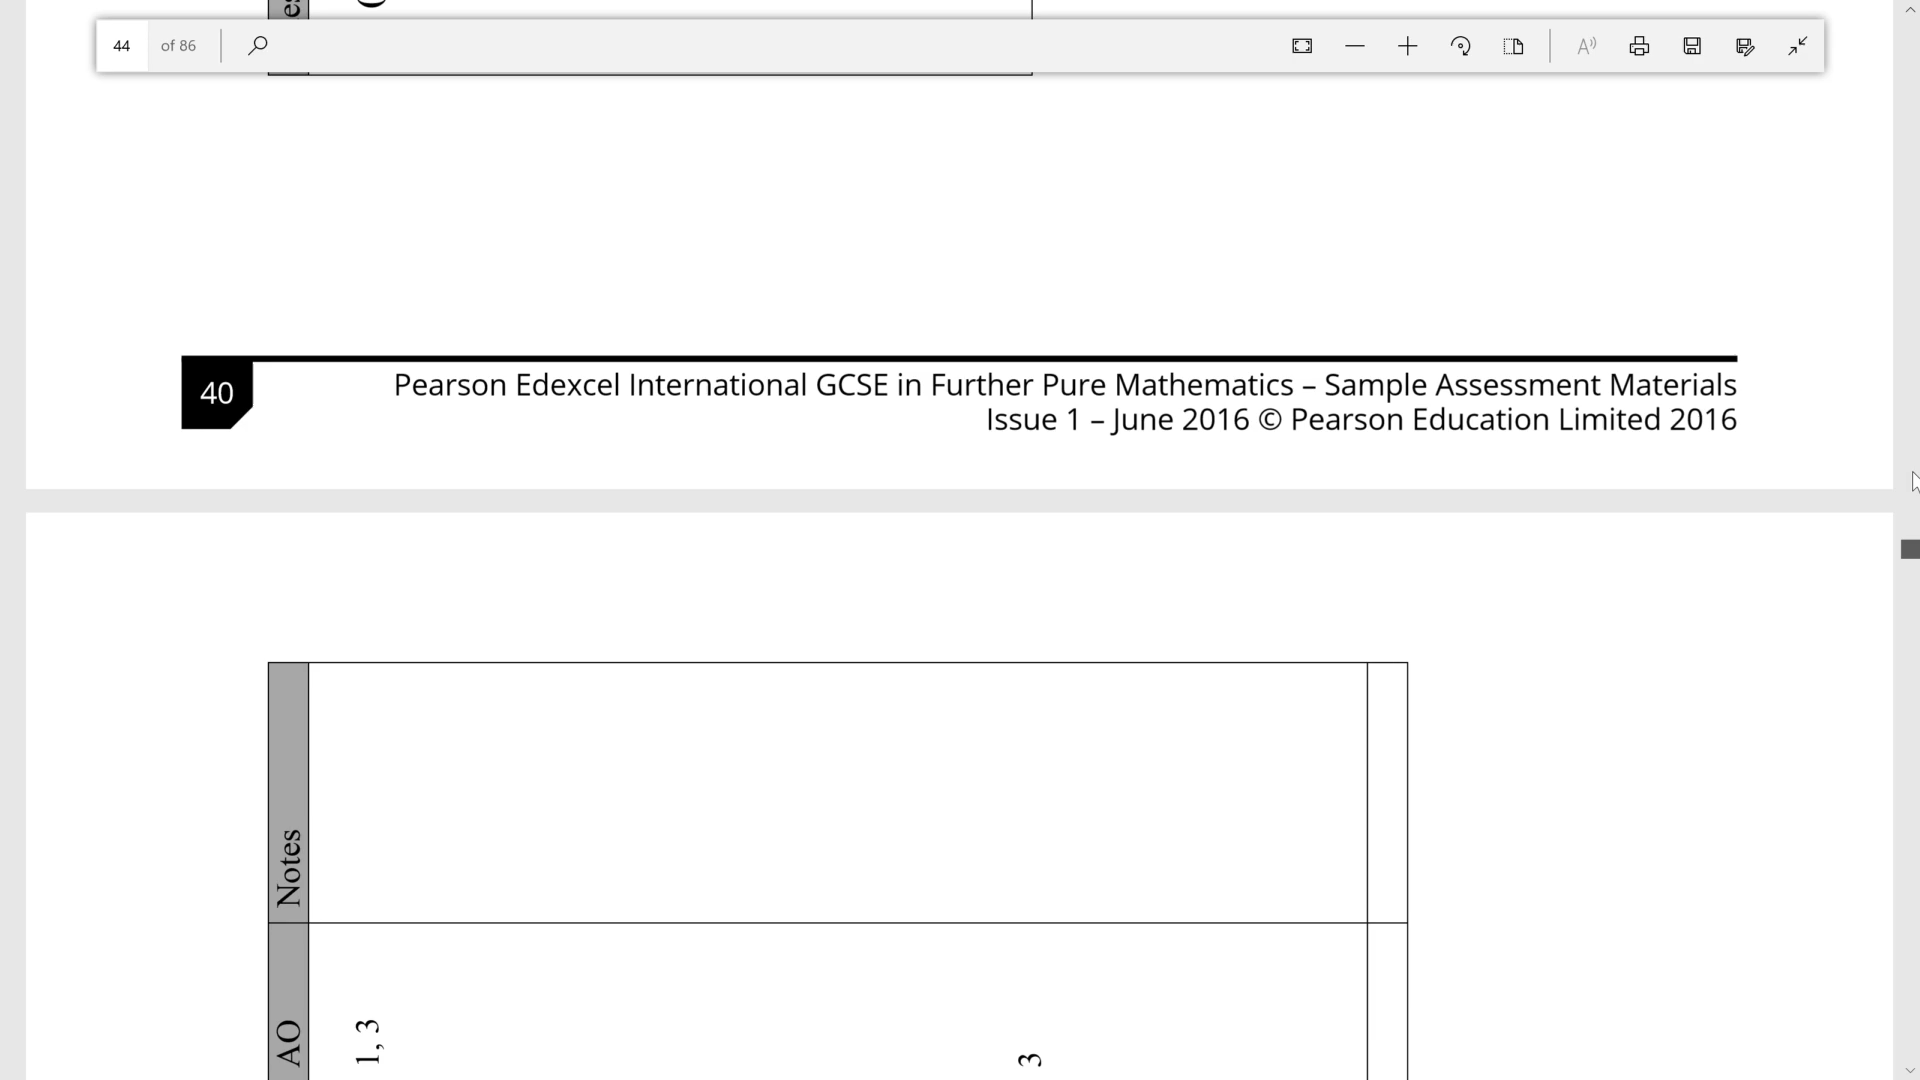 es
(
44 of 86
40
Pearson Edexcel International GCSE in Further Pure Mathematics – Sample Assessment Materials
Issue 1 – June 2016 © Pearson Education Limited 2016
Notes
AO
1, 3
3